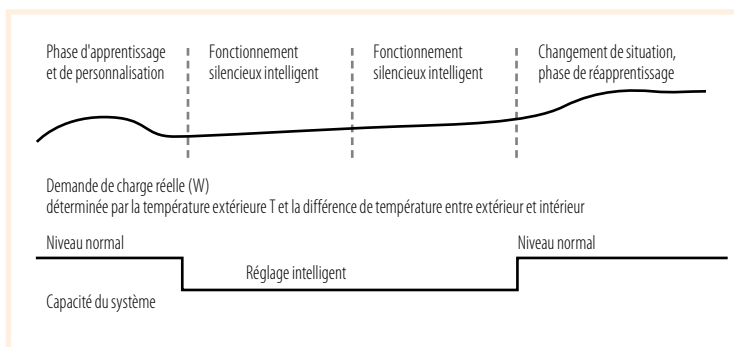 Phase d'apprentissage
et de personnalisation
Fonctionnement
silencieux intelligent
Fonctionnement
silencieux intelligent
Changement de situation,
phase de réapprentissage
Demande de charge réelle (W)
déterminée par la température extérieure T et la différence de température entre extérieur et intérieur
Niveau normal
Niveau normal
Réglage intelligent
Capacité du système